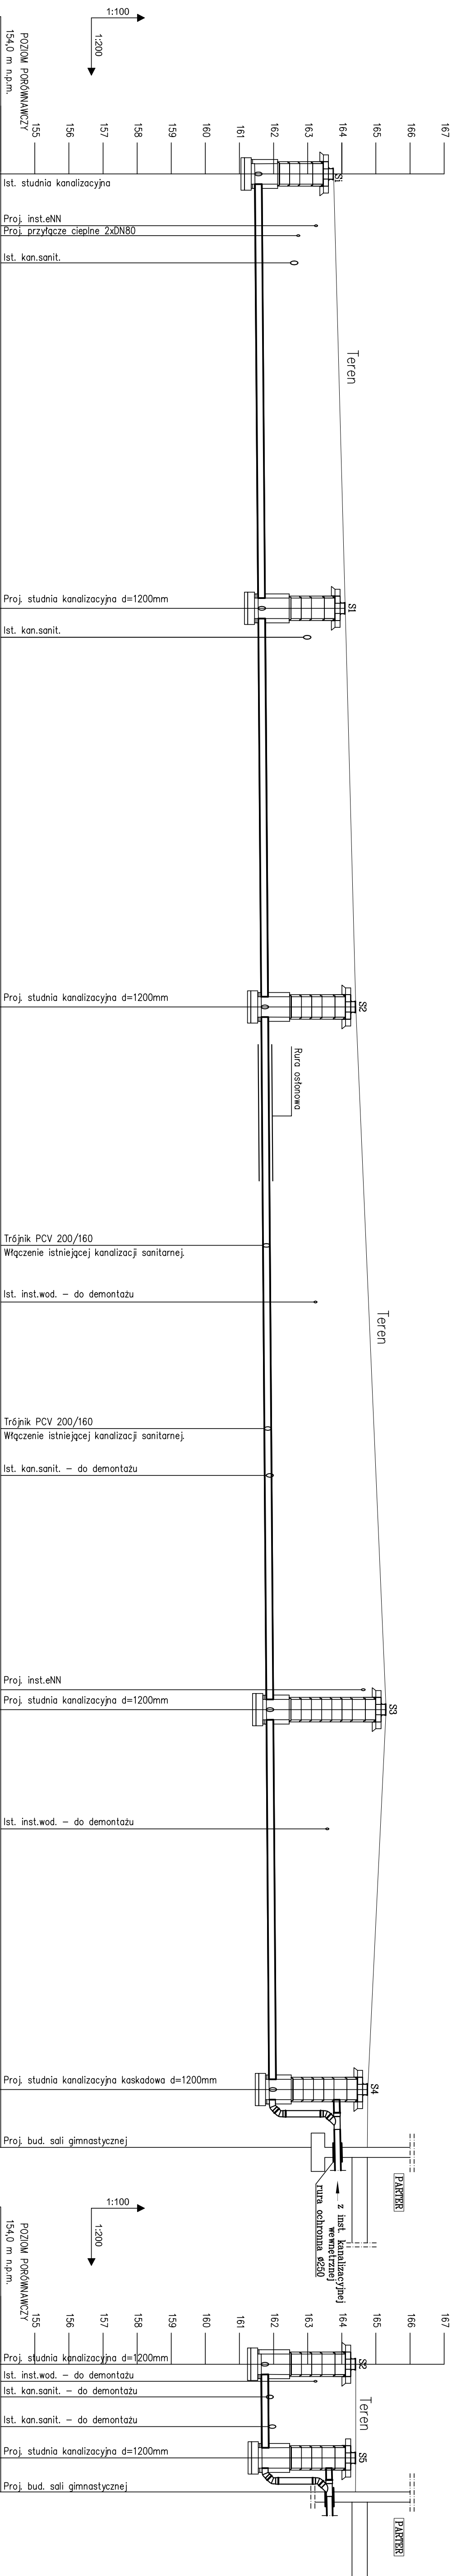 1:100
1:200
POZIOM PORÓWNAWCZY
154,0 m n.p.m.
155
156
157
158
159
160
161
162
163
164
165
166
167
Si
Ist. studnia kanalizacyjna
Proj. inst.eNN
Proj. przyłącze cieplne 2xDN80
Ist. kan.sanit.
Teren
S1
Proj. studnia kanalizacyjna d=1200mm
Ist. kan.sanit.
S2
Proj. studnia kanalizacyjna d=1200mm
Rura osłonowa
Trójnik PCV 200/160
Włączenie istniejącej kanalizacji sanitarnej.
Ist. inst.wod. – do demontażu
Teren
Trójnik PCV 200/160
Włączenie istniejącej kanalizacji sanitarnej.
Ist. kan.sanit. – do demontażu
Proj. inst.eNN
S3
Proj. studnia kanalizacyjna d=1200mm
Ist. inst.wod. – do demontażu
S4
Proj. studnia kanalizacyjna kaskadowa d=1200mm
Proj. bud. sali gimnastycznej
PARTER
z inst. kanalizacyjnej
wewnętrznej
rura ochronna ø250
1:100
1:200
POZIOM PORÓWNAWCZY
154,0 m n.p.m.
155
156
157
158
159
160
161
162
163
164
165
166
167
S2
Proj. studnia kanalizacyjna d=1200mm
Ist. inst.wod. – do demontażu
Ist. kan.sanit. – do demontażu
Teren
Ist. kan.sanit. – do demontażu
S5
Proj. studnia kanalizacyjna d=1200mm
Proj. bud. sali gimnastycznej
PARTER